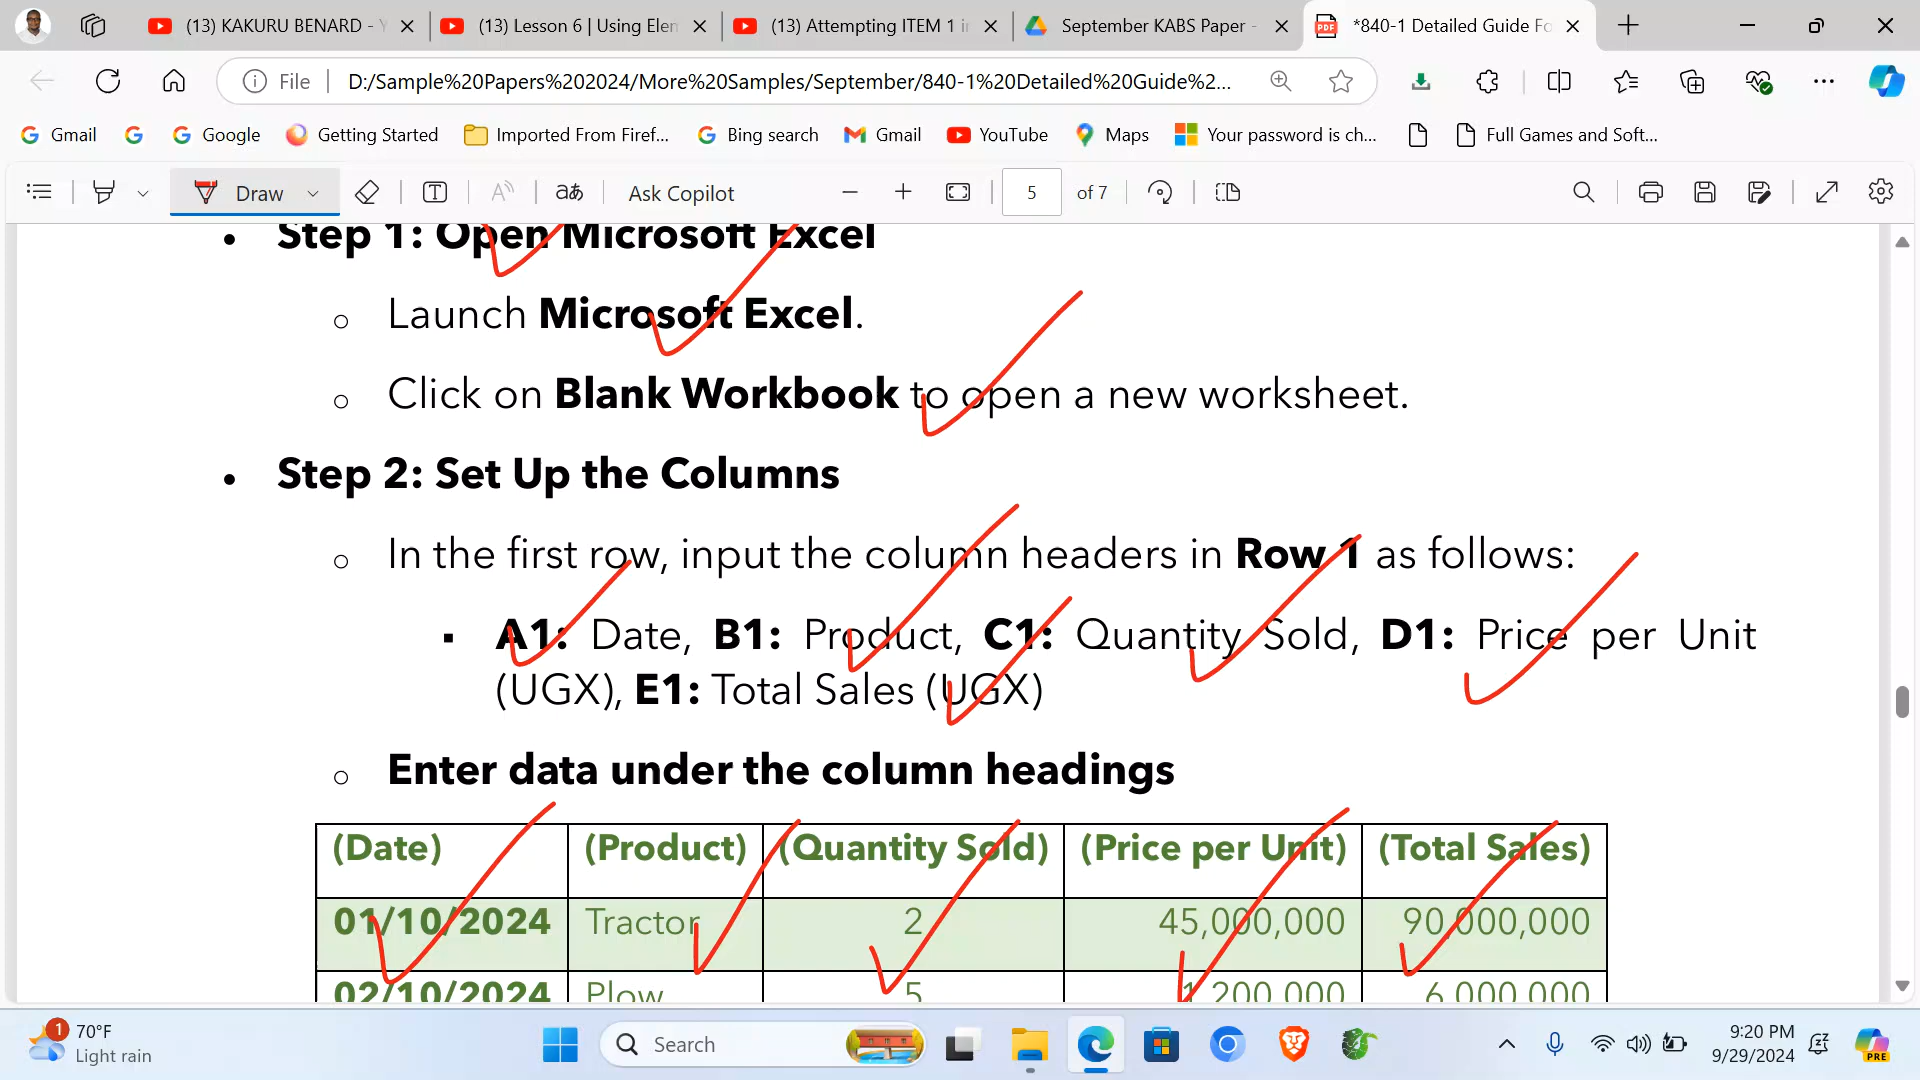 (13) KAKURU BENARD - Y
(13) Lesson 6 | Using Elem
(13) Attempting ITEM 1 i
September KABS Paper -
*840-1 Detailed Guide Fo
File
D:/Sample%20Papers%202024/More%20Samples/September/840-1%20Detailed%20Guide%2...
Gmail
Google
Getting Started
Imported From Firef...
Bing search
Gmail
YouTube
Maps
Your password is ch...
Full Games and Soft...
Draw
Ask Copilot
5
of 7
• Step 1: Open Microsoft Excel
o Launch Microsoft Excel.
o Click on Blank Workbook to open a new worksheet.
• Step 2: Set Up the Columns
o In the first row, input the column headers in Row 1 as follows:
▪ A1: Date, B1: Product, C1: Quantity Sold, D1: Price per Unit
(UGX), E1: Total Sales (UGX)
o Enter data under the column headings
(Date) (Product) (Quantity Sold) (Price per Unit) (Total Sales)
01/10/2024 Tractor 2 45,000,000 90,000,000
02/10/2024 Plow 5 1,200,000 6,000,000
1
70°F
Light rain
Search
9:20 PM
9/29/2024
PRE